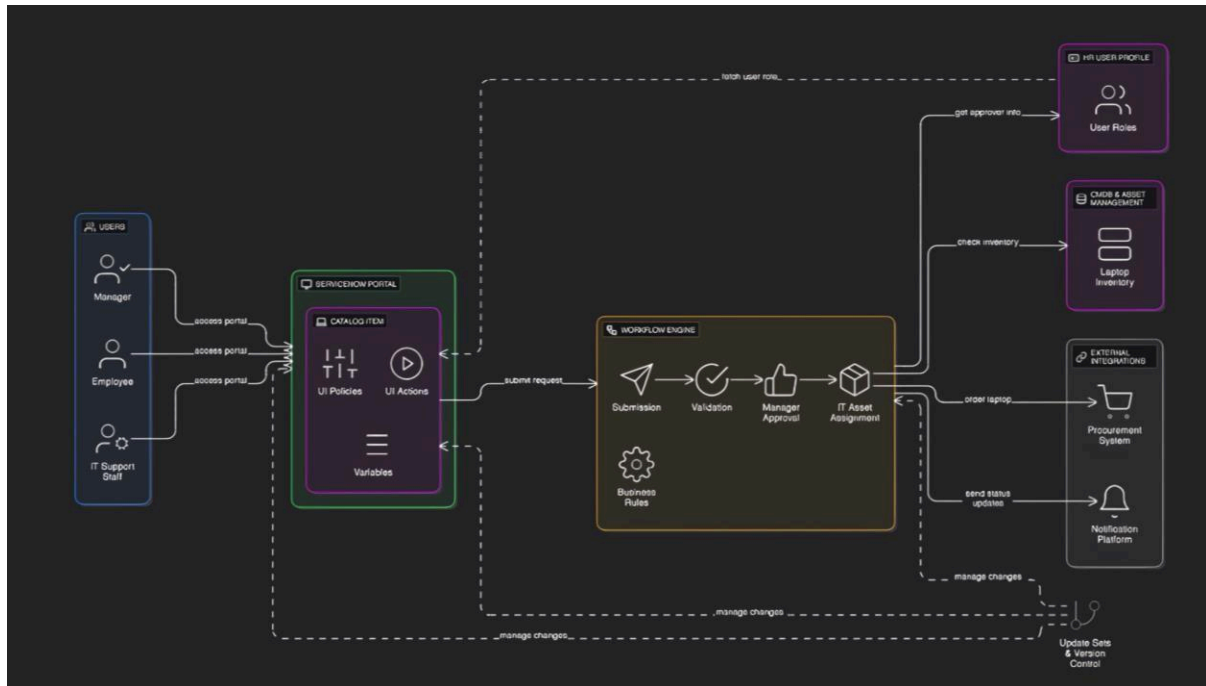 HR USER PROFILE
fetch user role
get approver info
User Roles
CMDB & ASSET
MANAGEMENT
USERS
check inventory
Laptop
Inventory
SERVICENOW PORTAL
Manager
CATALOG ITEM
access portal
WORKFLOW ENGINE
EXTERNAL
INTEGRATIONS
access portal
Employee
access portal
UI Policies
UI Actions
submit request
Submission
Validation
Manager
Approval
IT Asset
Assignment
order laptop
Procurement
System
IT Support
Staff
Variables
Business
Rules
send status
updates
Notification
Platform
manage changes
manage changes
manage changes
Update Sets
& Version
Control